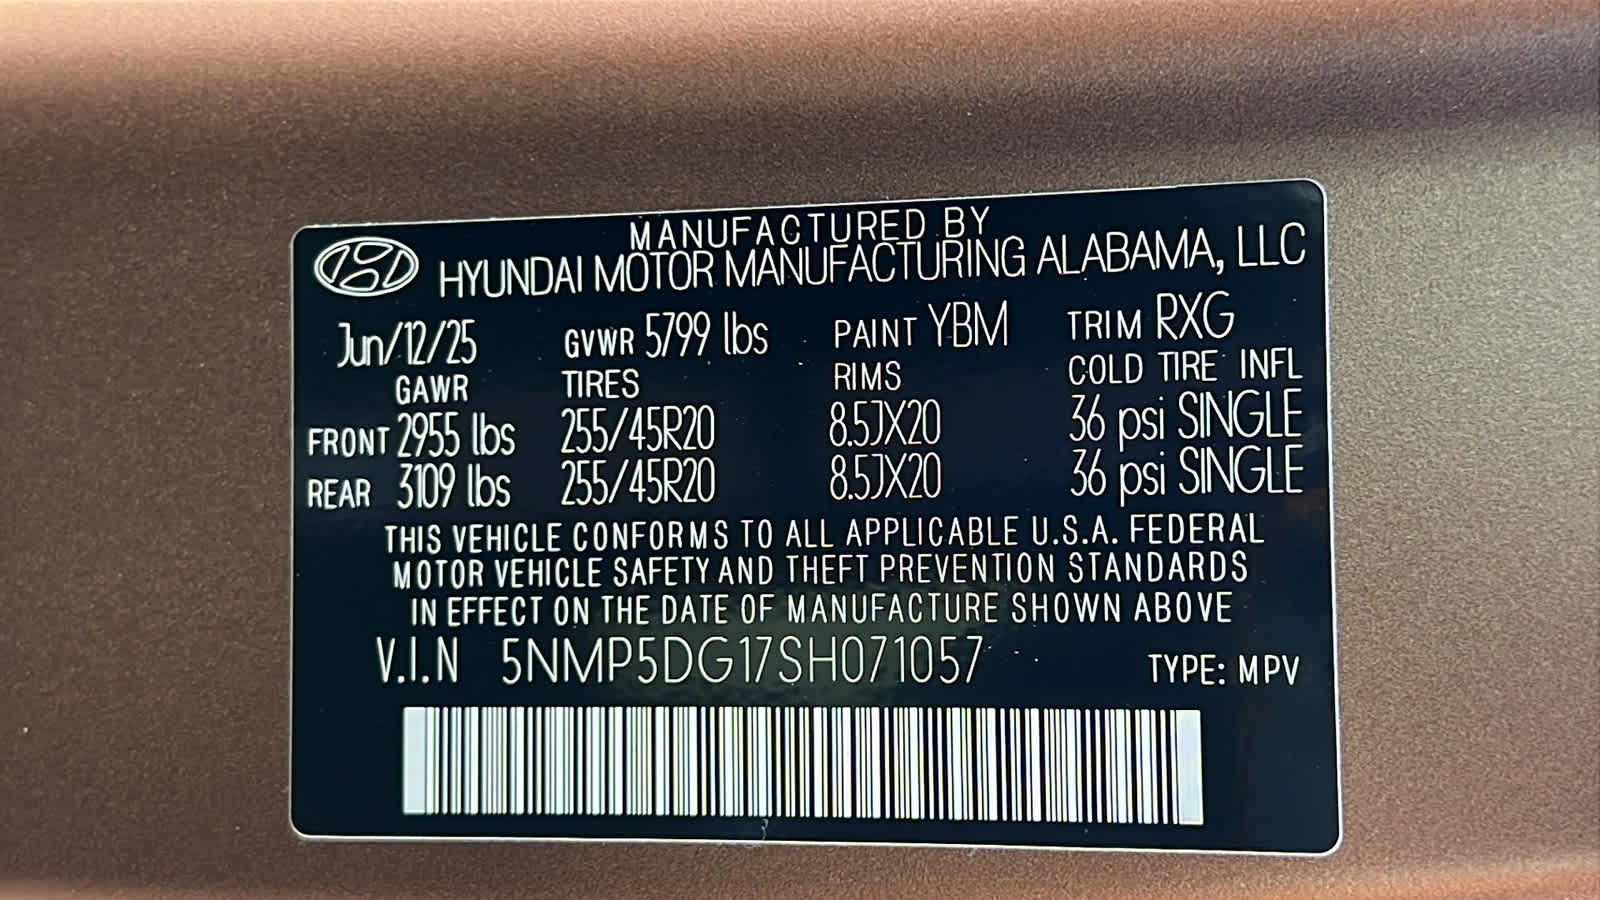 MANUFACTURED BY
HYUNDAI MOTOR MANUFACTURING ALABAMA, LLC
Jun/12/25 GVWR 5799 lbs PAINT YBM TRIM RXG
GAWR TIRES RIMS COLD TIRE INFL
FRONT 2955 lbs 255/45R20 8.5JX20 36 psi SINGLE
REAR 3109 lbs 255/45R20 8.5JX20 36 psi SINGLE
THIS VEHICLE CONFORMS TO ALL APPLICABLE U.S.A. FEDERAL
MOTOR VEHICLE SAFETY AND THEFT PREVENTION STANDARDS
IN EFFECT ON THE DATE OF MANUFACTURE SHOWN ABOVE
V.I.N 5NMP5DG17SH071057 TYPE: MPV